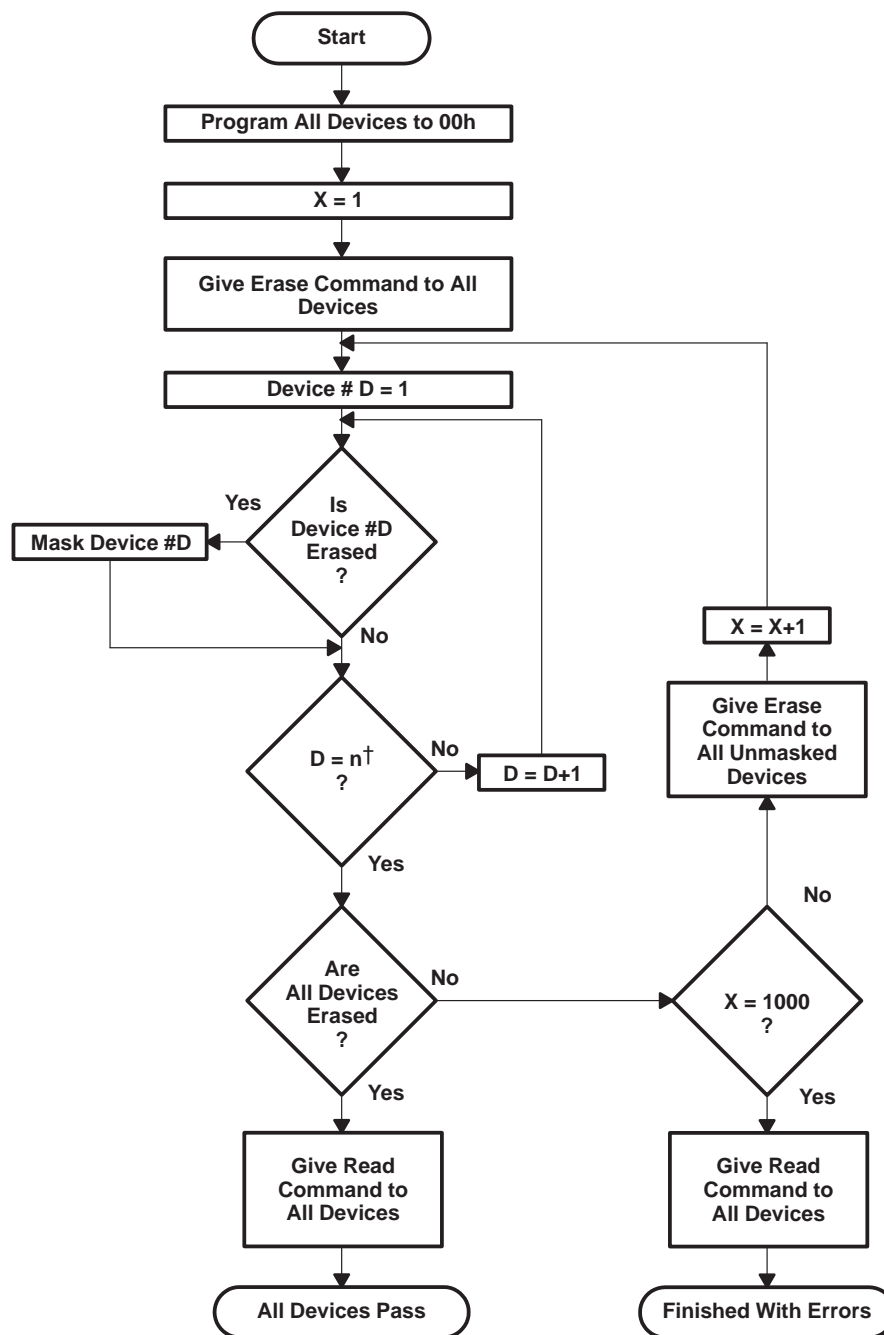 Start
Program All Devices to 00h
X = 1
Give Erase Command to All
Devices
Device # D = 1
Yes
Is
Device #D
Erased
?
Mask Device #D
No
X = X+1
Give Erase
Command to
All Unmasked
Devices
D = n†
?
No
D = D+1
Yes
No
Are
All Devices
Erased
?
No
X = 1000
?
Yes
Yes
Give Read
Command to
All Devices
Give Read
Command to
All Devices
All Devices Pass
Finished With Errors